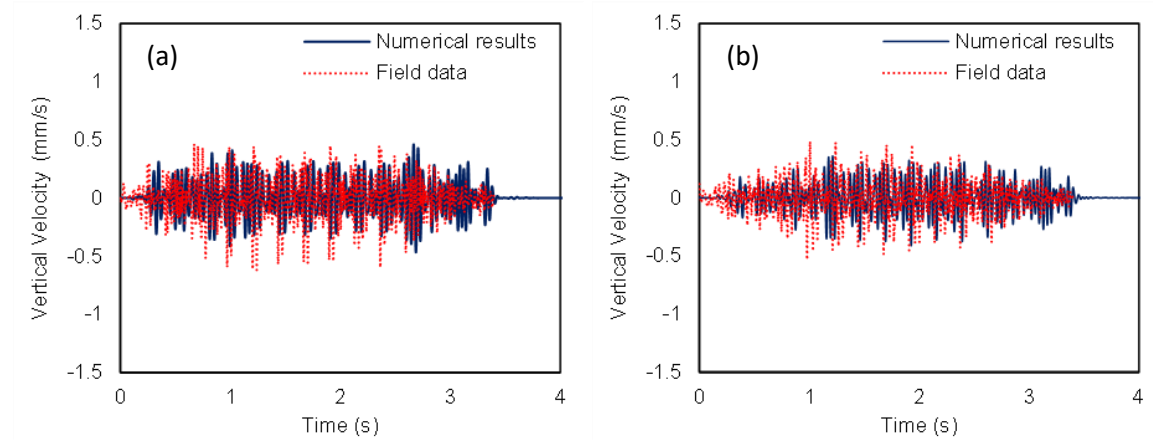 (a)
Numerical results
Field data
Vertical Velocity (mm/s)
1.5
1
0.5
0
-0.5
-1
-1.5
0 1 2 3 4
Time (s)
(b)
Numerical results
Field data
Vertical Velocity (mm/s)
1.5
1
0.5
0
-0.5
-1
-1.5
0 1 2 3 4
Time (s)